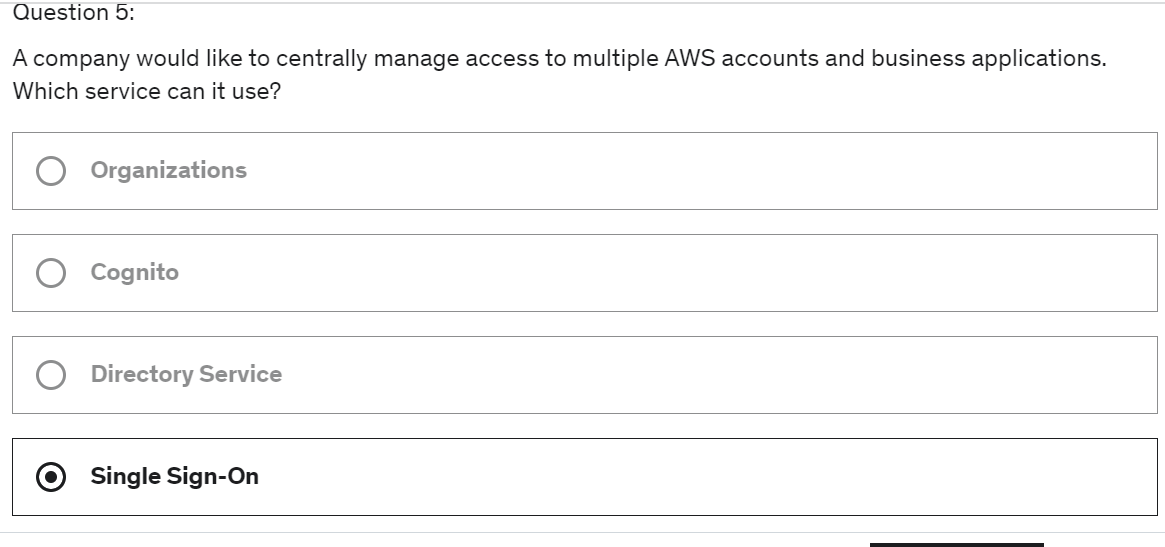 Question 5:
A company would like to centrally manage access to multiple AWS accounts and business applications.
Which service can it use?
Organizations
Cognito
Directory Service
Single Sign-On